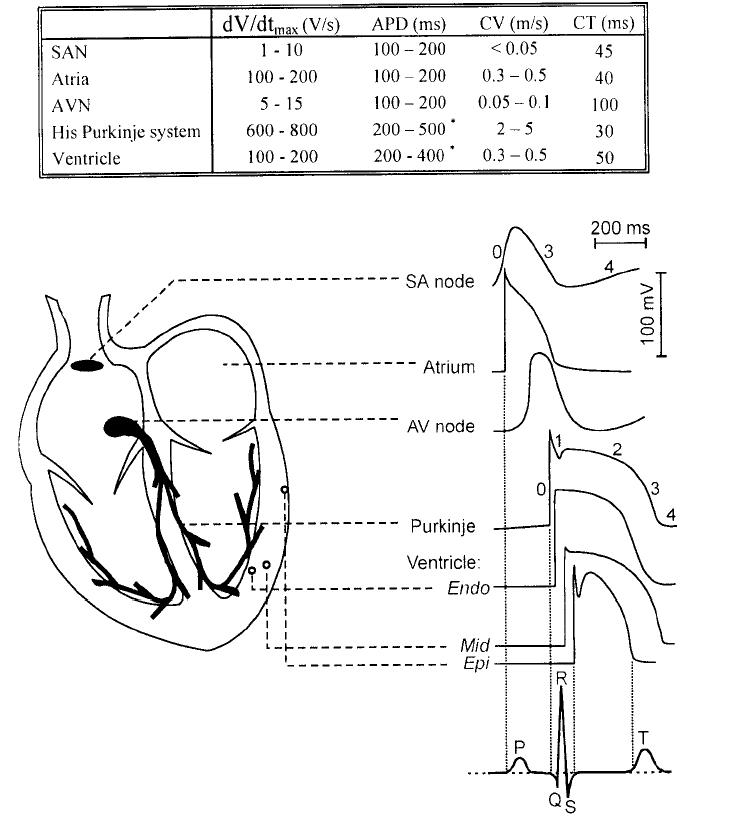 dV/dtmax (V/s) APD (ms) CV (m/s) CT (ms)
SAN 1 - 10 100 – 200 < 0.05 45
Atria 100 - 200 100 – 200 0.3 – 0.5 40
AVN 5 - 15 100 – 200 0.05 – 0.1 100
His Purkinje system 600 - 800 200 – 500 * 2 – 5 30
Ventricle 100 - 200 200 - 400 * 0.3 – 0.5 50
200 ms
0 3 4
SA node
100 mV
Atrium
AV node
1 2
0 3
4
Purkinje
Ventricle:
Endo
Mid
Epi
R
P T
Q S